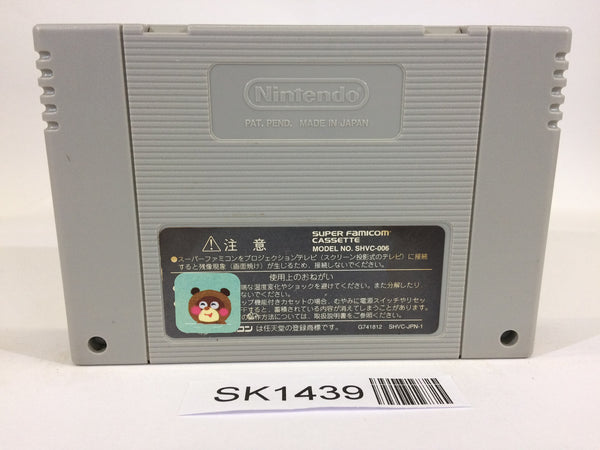 Nintendo
PAT. PEND. MADE IN JAPAN
SUPER FAMICOM
CASSETTE
MODEL NO. SHVC-006
⚠注意
●スーパーファミコンをプロジェクションテレビ(スクリーン投影式のテレビ)に接続
すると残像現象(画面焼け)が生じるため、接続しないでください。
使用上のおねがい
端な温度変化やショックを避けてください。また分解したり
ないでください。
ップ機能付きカセットの場合、むやみに電源スイッチやリセッ
すると、蓄積されている内容が消えてしまうことがあります。
作方法については、取扱説明書をご参照ください。
コンは任天堂の登録商標です。
G741812 SHVC-JPN-1
SK1439